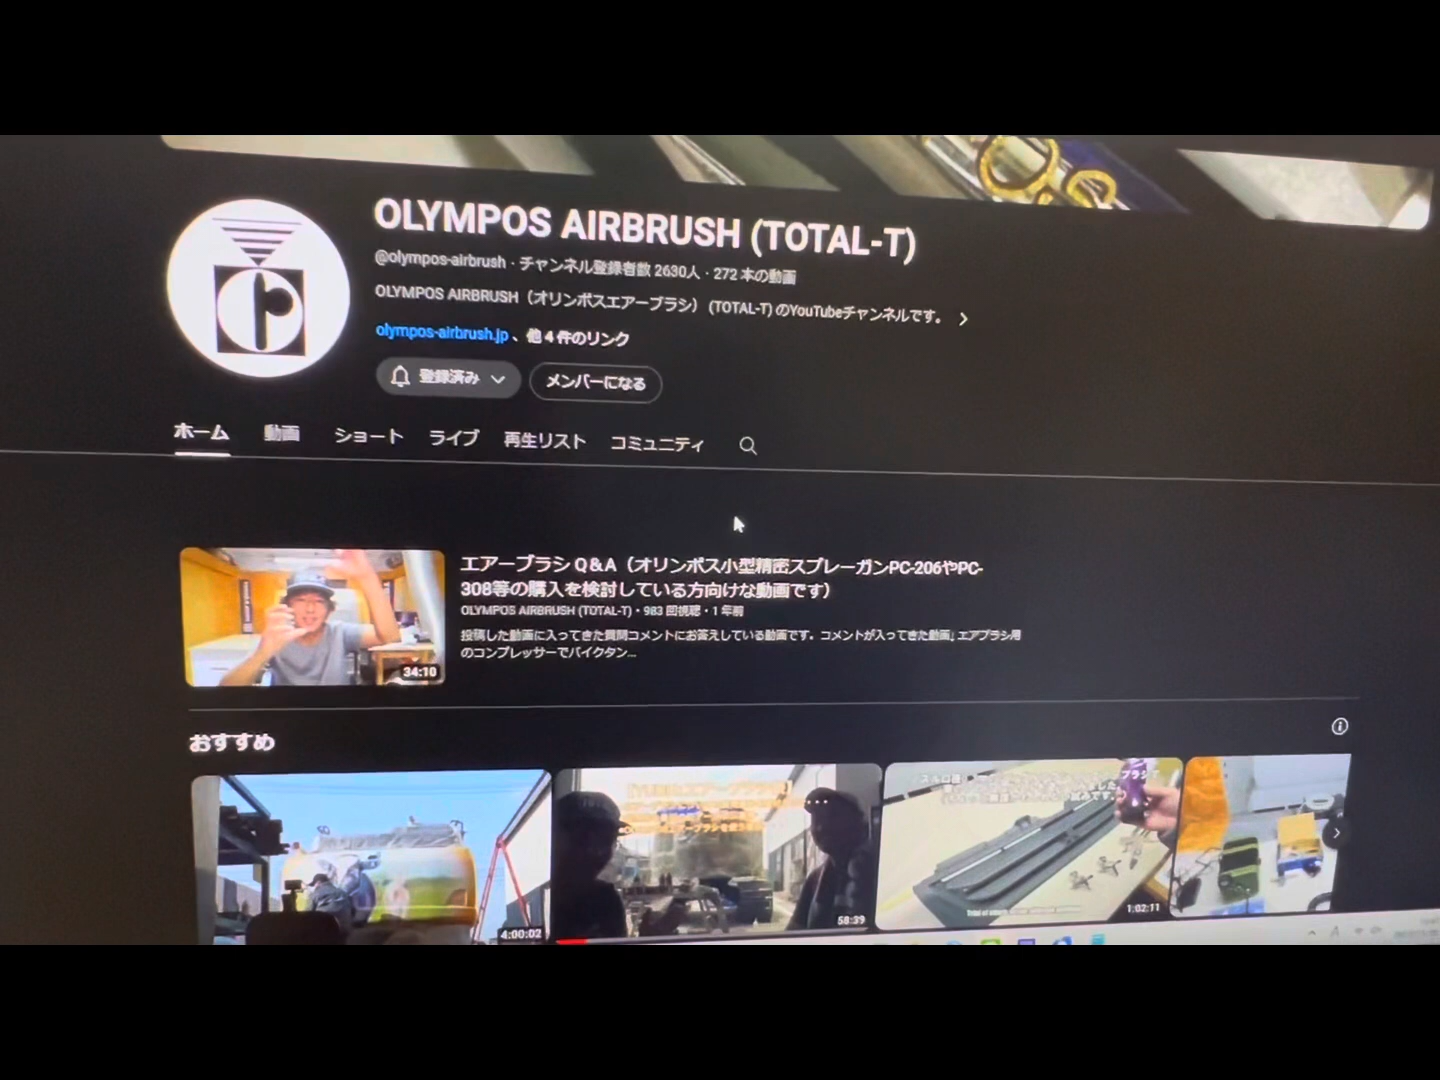 OLYMPOS AIRBRUSH (TOTAL-T)
@olympos-airbrush・チャンネル登録者数 2630人・272 本の動画
OLYMPOS AIRBRUSH（オリンポスエアーブラシ） (TOTAL-T) のYouTubeチャンネルです。
olympos-airbrush.jp、他 4 件のリンク
登録済み
メンバーになる
ホーム 動画 ショート ライブ 再生リスト コミュニティ
エアーブラシ Q&A（オリンポス小型精密スプレーガンPC-206やPC-
308等の購入を検討している方向けな動画です）
OLYMPOS AIRBRUSH (TOTAL-T)・983 回視聴・1 年前
投稿した動画に入ってきた質問コメントにお答えしている動画です。コメントが入ってきた動画」エアブラシ用
のコンプレッサーでバイクタン...
34:10
おすすめ
4:00:02
58:39
1:02:11